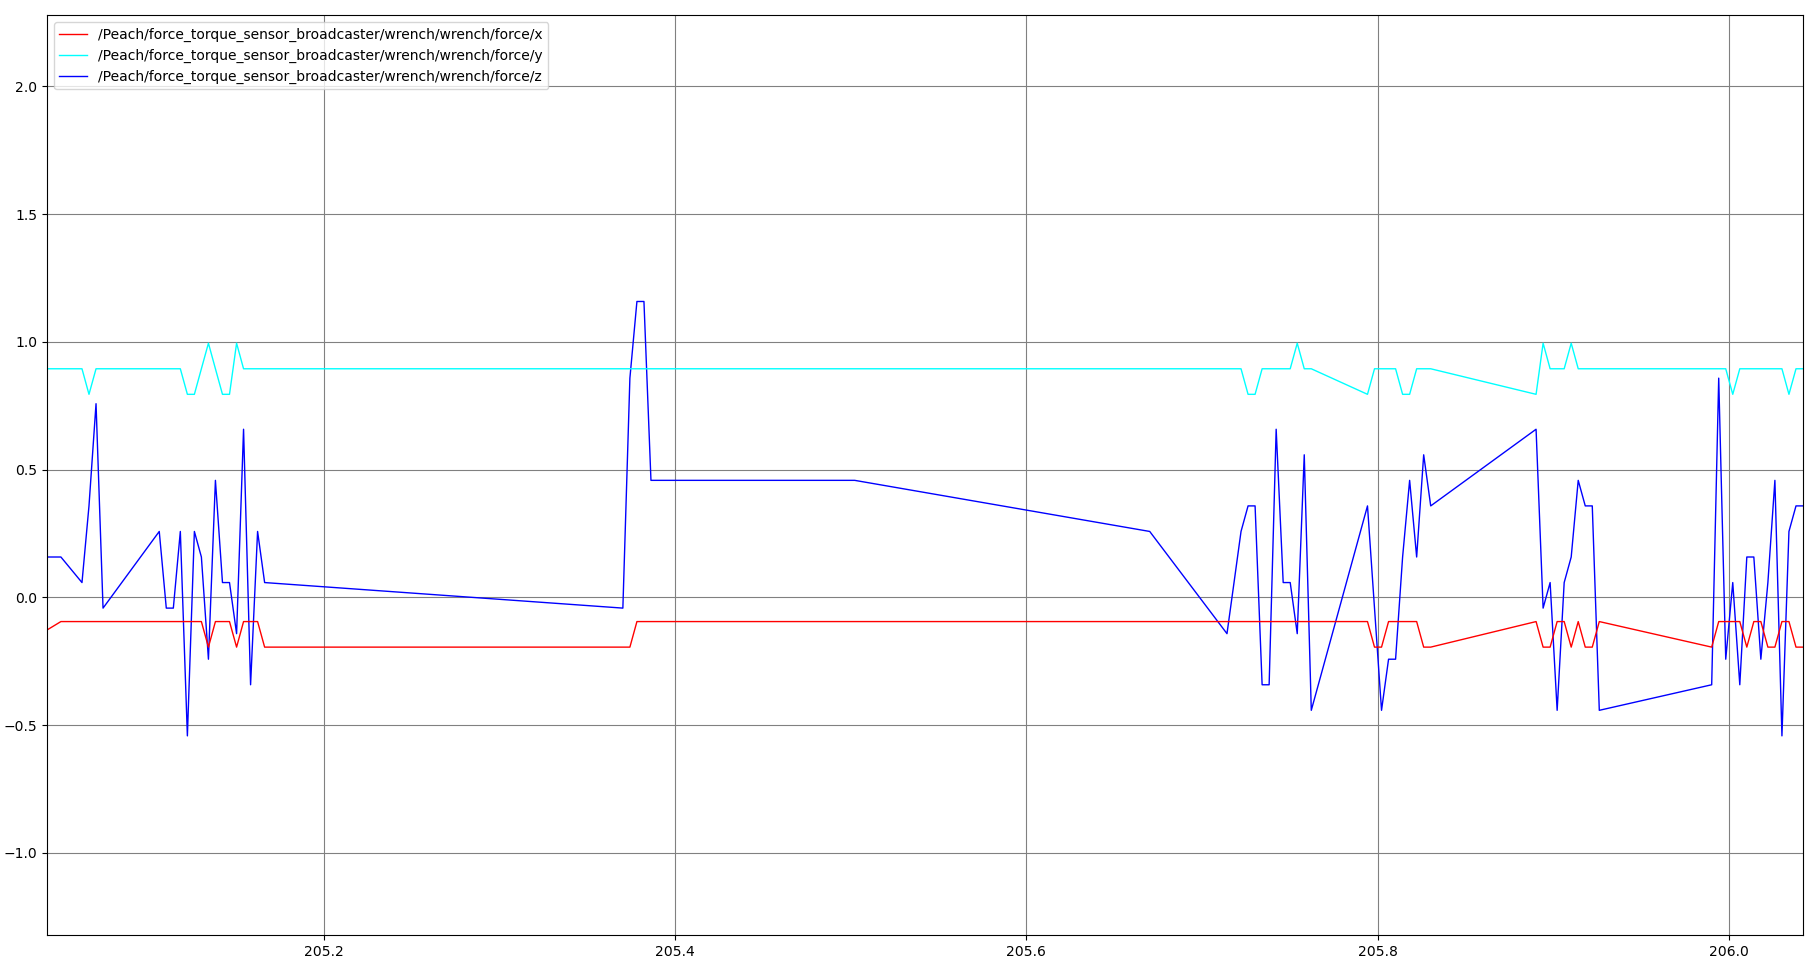 /Peach/force_torque_sensor_broadcaster/wrench/wrench/force/x
/Peach/force_torque_sensor_broadcaster/wrench/wrench/force/y
/Peach/force_torque_sensor_broadcaster/wrench/wrench/force/z
2.0
1.5
1.0
0.5
0.0
−0.5
−1.0
205.2 205.4 205.6 205.8 206.0